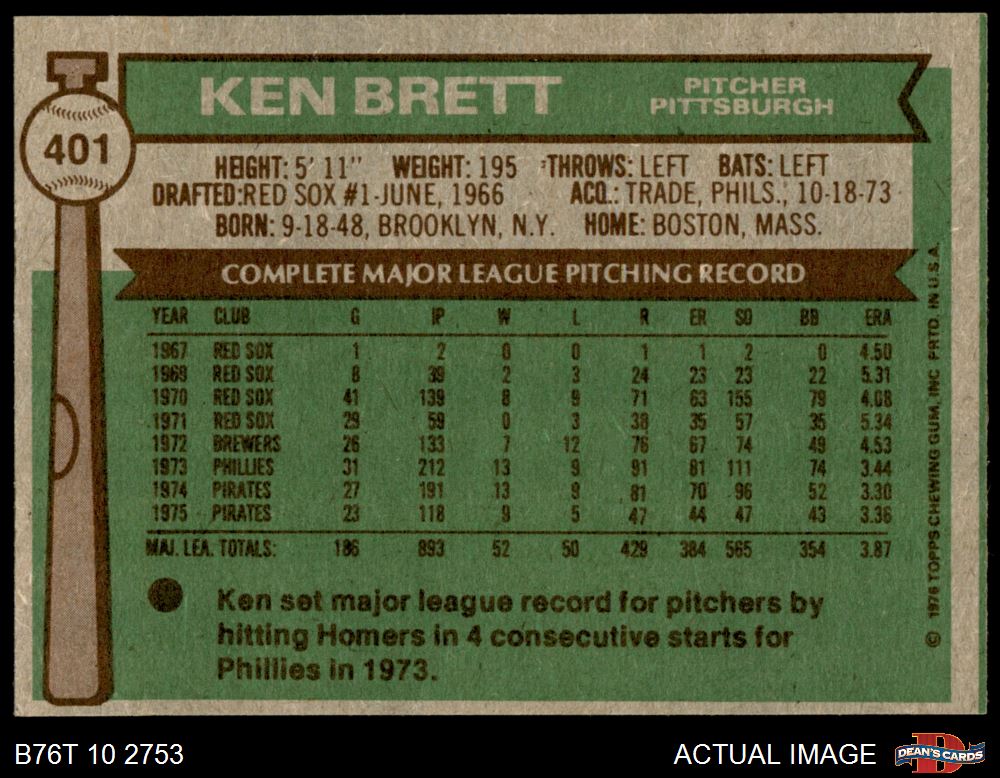 401
KEN BRETT
PITCHER
PITTSBURGH
HEIGHT: 5' 11" WEIGHT: 195 THROWS: LEFT BATS: LEFT
DRAFTED: RED SOX #1-JUNE, 1966 ACQ.: TRADE, PHILS., 10-18-73
BORN: 9-18-48, BROOKLYN, N.Y. HOME: BOSTON, MASS.
COMPLETE MAJOR LEAGUE PITCHING RECORD
YEAR CLUB G IP W L R ER SO BB ERA
1967 RED SOX 1 2 0 0 1 1 2 0 4.50
1969 RED SOX 8 39 2 3 24 23 23 22 5.31
1970 RED SOX 41 139 8 9 71 63 155 79 4.08
1971 RED SOX 29 59 0 3 38 35 57 35 5.34
1972 BREWERS 26 133 7 12 76 67 74 49 4.53
1973 PHILLIES 31 212 13 9 91 81 111 74 3.44
1974 PIRATES 27 191 13 9 81 70 96 52 3.30
1975 PIRATES 23 118 9 5 47 44 47 43 3.36
MAJ. LEA. TOTALS: 186 893 52 50 429 384 565 354 3.87
Ken set major league record for pitchers by
hitting Homers in 4 consecutive starts for
Phillies in 1973.
© 1976 TOPPS CHEWING GUM, INC PRTD. IN U.S.A.
B76T 10 2753
ACTUAL IMAGE
DEAN'S CARDS